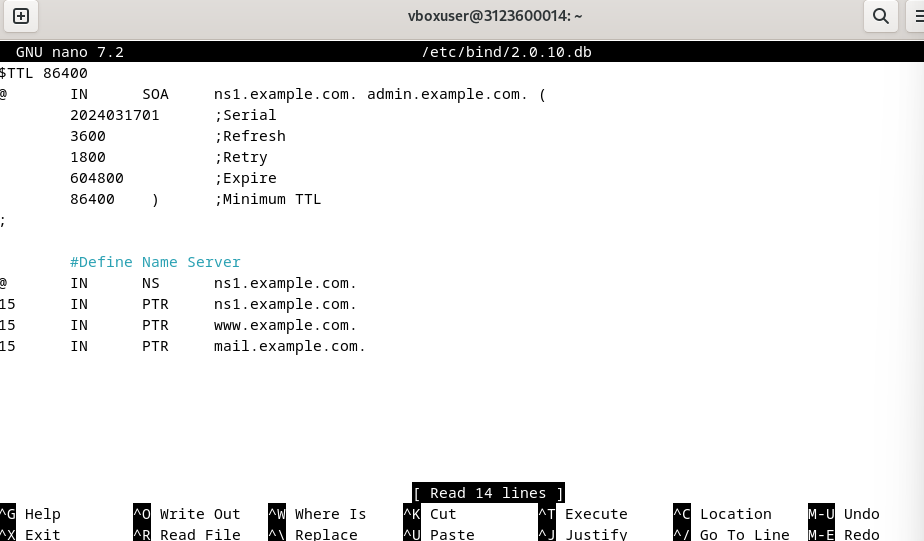 vboxuser@3123600014: ~
GNU nano 7.2 /etc/bind/2.0.10.db
$TTL 86400
@ IN SOA ns1.example.com. admin.example.com. (
2024031701 ;Serial
3600 ;Refresh
1800 ;Retry
604800 ;Expire
86400 ) ;Minimum TTL
;
#Define Name Server
@ IN NS ns1.example.com.
15 IN PTR ns1.example.com.
15 IN PTR www.example.com.
15 IN PTR mail.example.com.
[ Read 14 lines ]
^G Help ^O Write Out ^W Where Is ^K Cut ^T Execute ^C Location M-U Undo
^X Exit ^R Read File ^\ Replace ^U Paste ^J Justify ^/ Go To Line M-E Redo